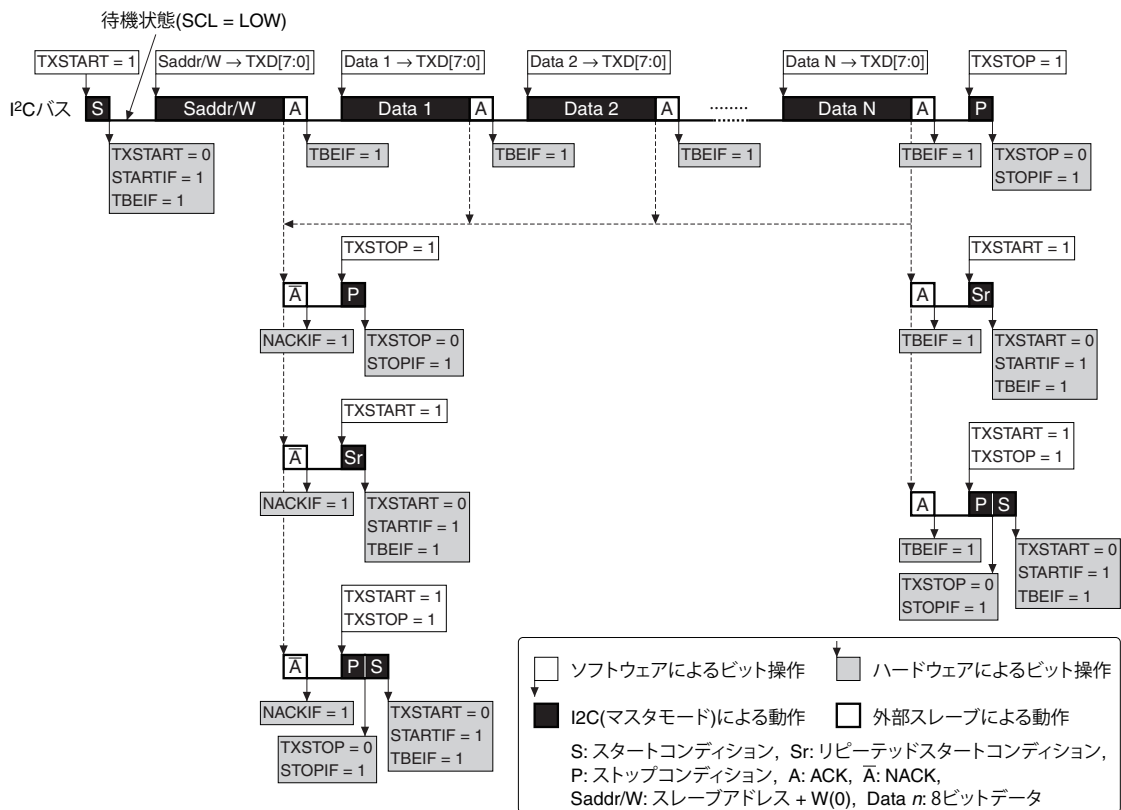 待機状態(SCL = LOW)
TXSTART = 1
Saddr/W → TXD[7:0]
Data 1 → TXD[7:0]
Data 2 → TXD[7:0]
Data N → TXD[7:0]
TXSTOP = 1
I²Cバス
S
Saddr/W
A
Data 1
A
Data 2
A
Data N
A
P
TXSTART = 0
STARTIF = 1
TBEIF = 1
TBEIF = 1
TBEIF = 1
TBEIF = 1
TBEIF = 1
TXSTOP = 0
STOPIF = 1
TXSTOP = 1
A̅
P
NACKIF = 1
TXSTOP = 0
STOPIF = 1
TXSTART = 1
A
Sr
TBEIF = 1
TXSTART = 0
STARTIF = 1
TBEIF = 1
TXSTART = 1
A̅
Sr
NACKIF = 1
TXSTART = 0
STARTIF = 1
TBEIF = 1
TXSTART = 1
TXSTOP = 1
A
P S
TBEIF = 1
TXSTOP = 0
STOPIF = 1
TXSTART = 0
STARTIF = 1
TBEIF = 1
TXSTART = 1
TXSTOP = 1
A̅
P S
NACKIF = 1
TXSTOP = 0
STOPIF = 1
TXSTART = 0
STARTIF = 1
TBEIF = 1
ソフトウェアによるビット操作
ハードウェアによるビット操作
I2C(マスタモード)による動作
外部スレーブによる動作
S: スタートコンディション, Sr: リピーテッドスタートコンディション,
P: ストップコンディション, A: ACK, A̅: NACK,
Saddr/W: スレーブアドレス + W(0), Data n: 8ビットデータ